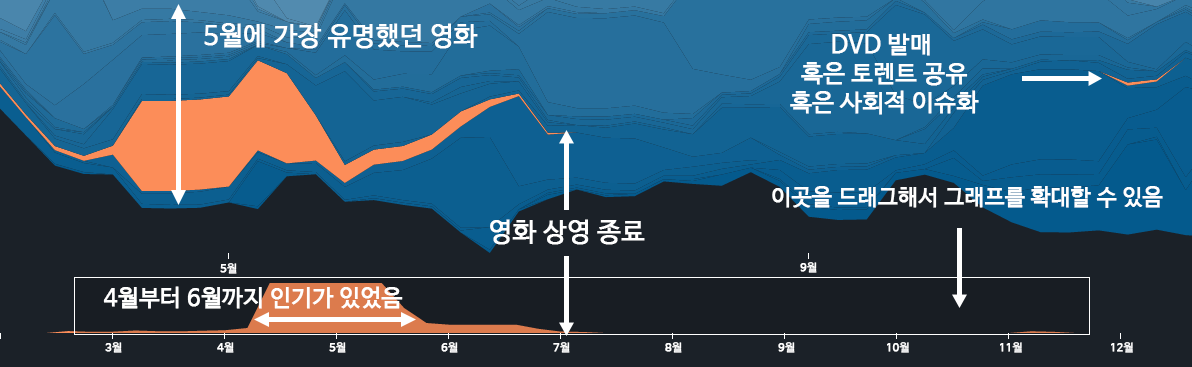 5월에 가장 유명했던 영화
DVD 발매
혹은 토렌트 공유
혹은 사회적 이슈화
이곳을 드래그해서 그래프를 확대할 수 있음
영화 상영 종료
5월
9월
4월부터 6월까지 인기가 있었음
3월
4월
5월
6월
7월
8월
9월
10월
11월
12월